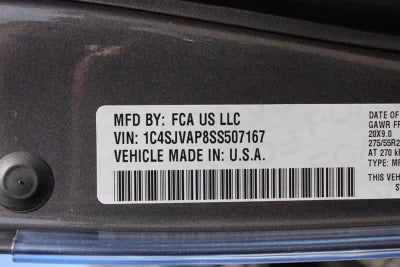 MFD BY: FCA US LLC
VIN: 1C4SJVAP8SS507167
VEHICLE MADE IN: U.S.A.
DATE OF
GAWR FR
20X9.0
275/55R2
AT 270 k
TYPE: MP
THIS VEH